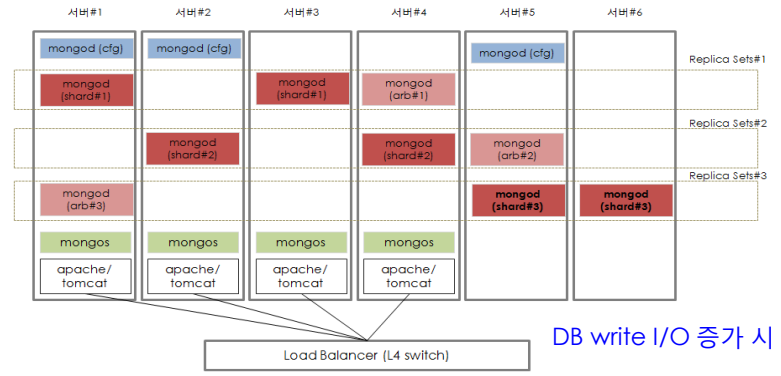 서버#1 서버#2 서버#3 서버#4 서버#5 서버#6
mongod (cfg) mongod (cfg) mongod (cfg)
Replica Sets#1
mongod mongod mongod
(shard#1) (shard#1) (arb#1)
Replica Sets#2
mongod mongod mongod
(shard#2) (shard#2) (arb#2)
Replica Sets#3
mongod mongod mongod
(arb#3) (shard#3) (shard#3)
mongos mongos mongos mongos
apache/ apache/ apache/ apache/
tomcat tomcat tomcat tomcat
DB write I/O 증가 시
Load Balancer (L4 switch)